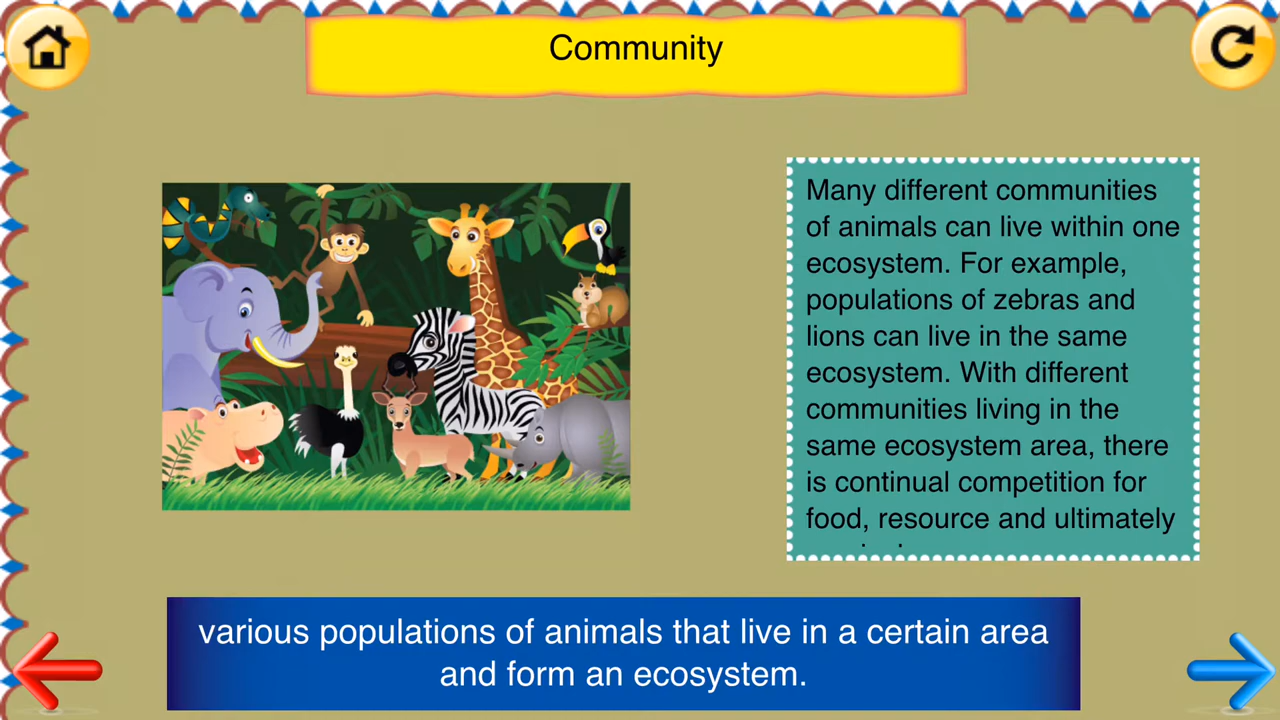 Community
Many different communities
of animals can live within one
ecosystem. For example,
populations of zebras and
lions can live in the same
ecosystem. With different
communities living in the
same ecosystem area, there
is continual competition for
food, resource and ultimately
various populations of animals that live in a certain area
and form an ecosystem.